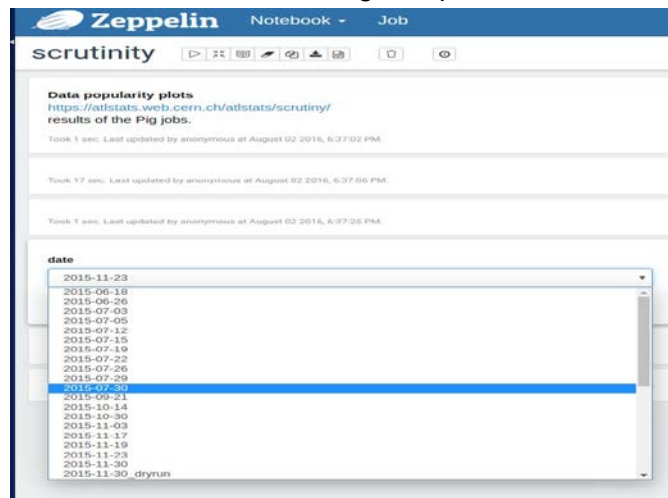 Zeppelin Notebook Job
scrutinity
Data popularity plots
https://atlstats.web.cern.ch/atlstats/scrutiny/
results of the Pig jobs.
Took 1 sec. Last updated by anonymous at August 02 2016, 6:37:02 PM.
Took 17 sec. Last updated by anonymous at August 02 2016, 6:37:06 PM.
Took 1 sec. Last updated by anonymous at August 02 2016, 6:37:26 PM.
date
2015-11-23
2015-06-18
2015-06-26
2015-07-03
2015-07-05
2015-07-12
2015-07-15
2015-07-19
2015-07-22
2015-07-26
2015-07-29
2015-07-30
2015-09-21
2015-10-14
2015-10-30
2015-11-03
2015-11-17
2015-11-19
2015-11-23
2015-11-30
2015-11-30_dryrun